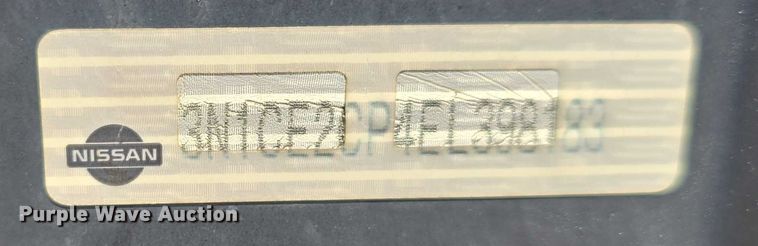 3N1CE2CP4EL398183
NISSAN
Purple Wave Auction